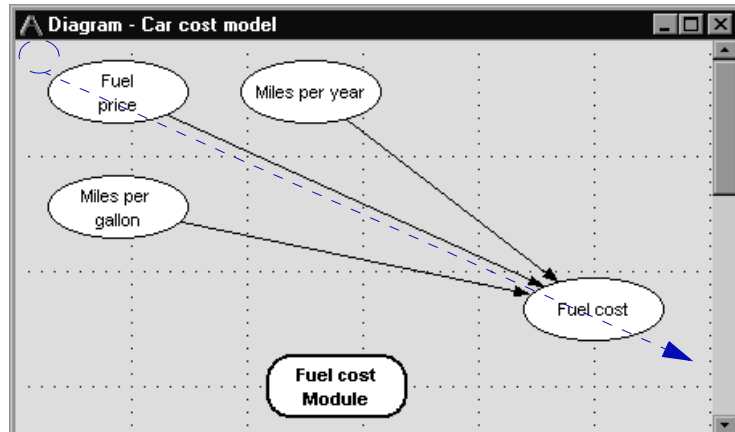 Diagram - Car cost model
Fuel
price
Miles per year
Miles per
gallon
Fuel cost
Fuel cost
Module